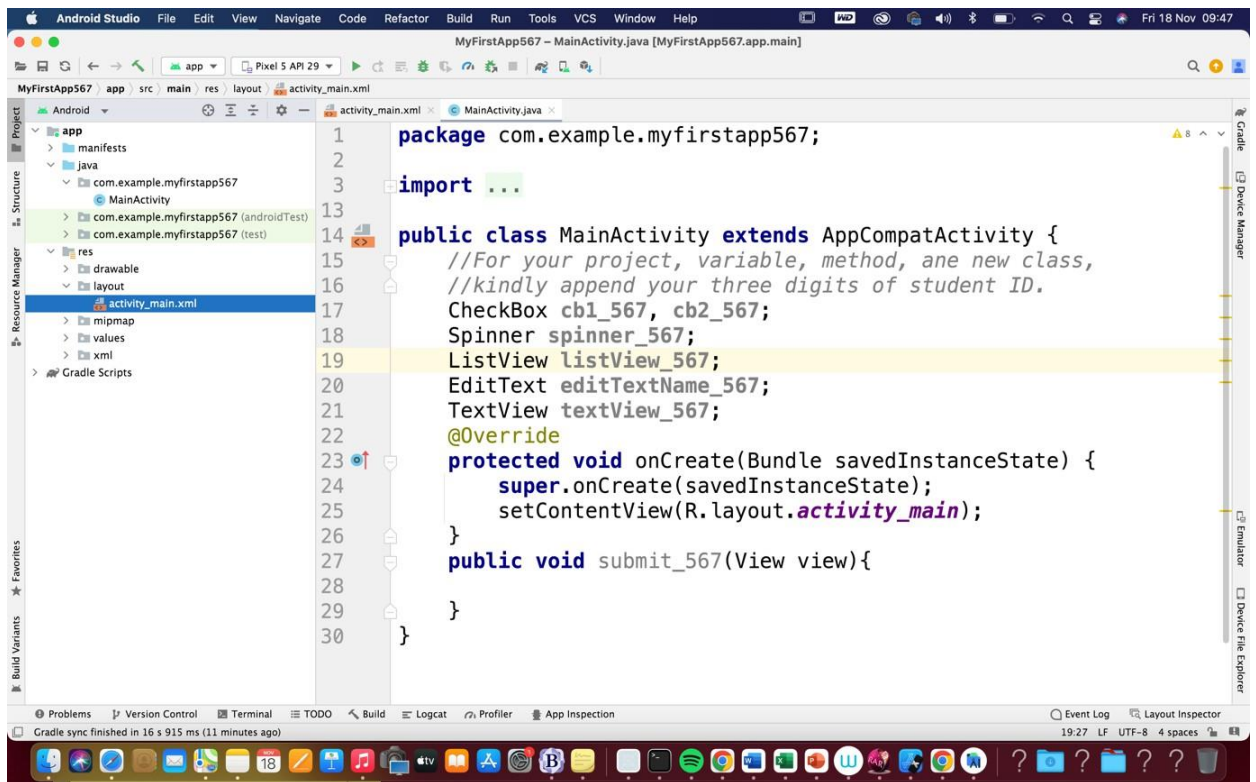 Android Studio File Edit View Navigate Code Refactor Build Run Tools VCS Window Help Fri 18 Nov 09:47
MyFirstApp567 – MainActivity.java [MyFirstApp567.app.main]
app Pixel 5 API 29
MyFirstApp567 app src main res layout activity_main.xml
Android activity_main.xml MainActivity.java
Project
Structure
Resource Manager
Favorites
Build Variants
app
manifests
java
com.example.myfirstapp567
MainActivity
com.example.myfirstapp567 (androidTest)
com.example.myfirstapp567 (test)
res
drawable
layout
activity_main.xml
mipmap
values
xml
Gradle Scripts
1 package com.example.myfirstapp567;
2
3 import ...
13
14 public class MainActivity extends AppCompatActivity {
15 //For your project, variable, method, ane new class,
16 //kindly append your three digits of student ID.
17 CheckBox cb1_567, cb2_567;
18 Spinner spinner_567;
19 ListView listView_567;
20 EditText editTextName_567;
21 TextView textView_567;
22 @Override
23 protected void onCreate(Bundle savedInstanceState) {
24 super.onCreate(savedInstanceState);
25 setContentView(R.layout.activity_main);
26 }
27 public void submit_567(View view){
28
29 }
30 }
8
Gradle
Device Manager
Emulator
Device File Explorer
Problems Version Control Terminal TODO Build Logcat Profiler App Inspection Event Log Layout Inspector
Gradle sync finished in 16 s 915 ms (11 minutes ago) 19:27 LF UTF-8 4 spaces
NOV
18
tv